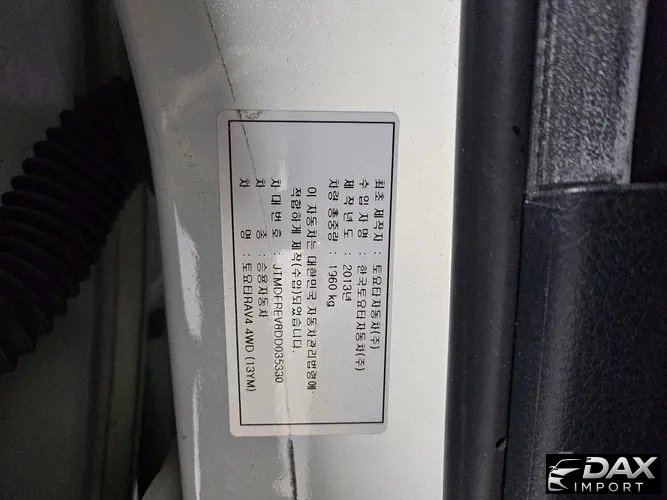 최초 제작자 : 토요타자동차(주)
수입자명 : 한국토요타자동차(주)
제작년도 : 2013년
차량 총중량 : 1960 kg
이 자동차는 대한민국 자동차관리법령에
적합하게 제작(수입)되었습니다.
차대번호 : JTMDFREV8DD035330
차 종 : 승용자동차
차 명 : 토요타RAV4 4WD (13YM)
DAX
IMPORT